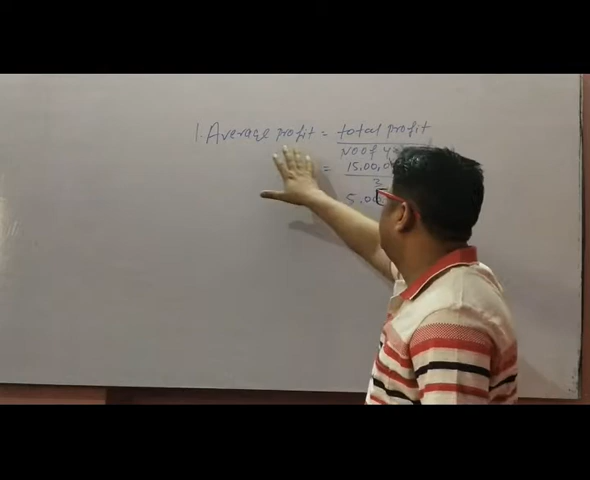 1. Average profit = total profit
No of
= 15,00,0
3
5.00